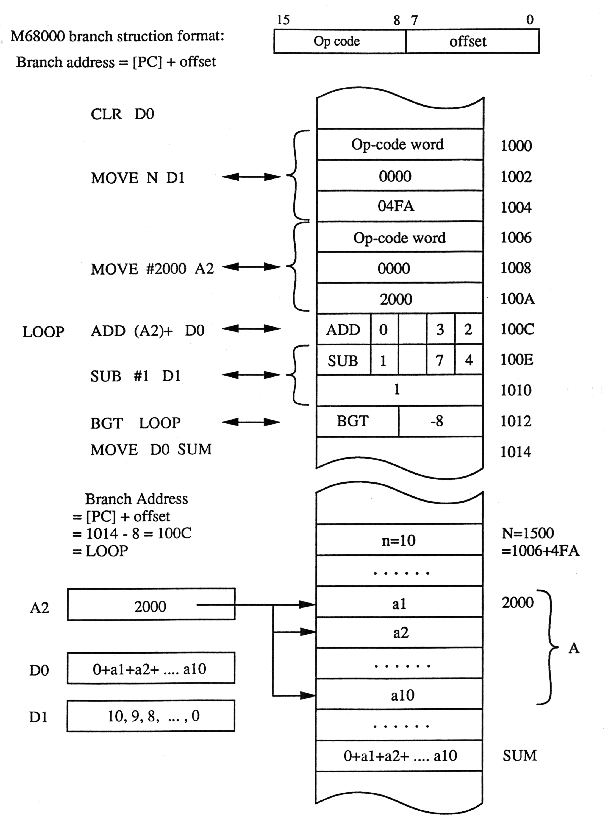 15 8 7 0
M68000 branch struction format: Op code offset
Branch address = [PC] + offset
CLR D0
Op-code word 1000
MOVE N D1 0000 1002
04FA 1004
Op-code word 1006
MOVE #2000 A2 0000 1008
2000 100A
LOOP ADD (A2)+ D0 ADD 0 3 2 100C
SUB 1 7 4 100E
SUB #1 D1
1 1010
BGT LOOP BGT -8 1012
MOVE D0 SUM 1014
Branch Address
= [PC] + offset
= 1014 - 8 = 100C
= LOOP
n=10 N=1500
=1006+4FA
. . . . . .
A2 2000 a1 2000
a2
A
D0 0+a1+a2+ .... a10 . . . . . .
a10
D1 10, 9, 8, ... , 0
. . . . . .
0+a1+a2+ .... a10 SUM